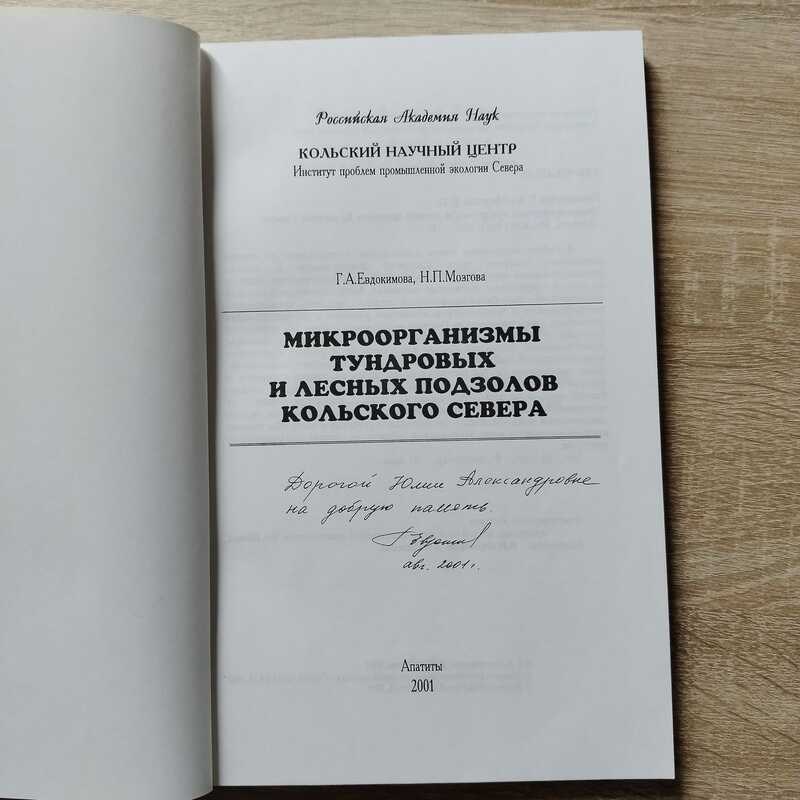 Российская Академия Наук
КОЛЬСКИЙ НАУЧНЫЙ ЦЕНТР
Институт проблем промышленной экологии Севера
Г.А.Евдокимова, Н.П.Мозгова
МИКРООРГАНИЗМЫ
ТУНДРОВЫХ
И ЛЕСНЫХ ПОДЗОЛОВ
КОЛЬСКОГО СЕВЕРА
Дорогой Юлии Александровне
на добрую память.
авг. 2001 г.
Апатиты
2001